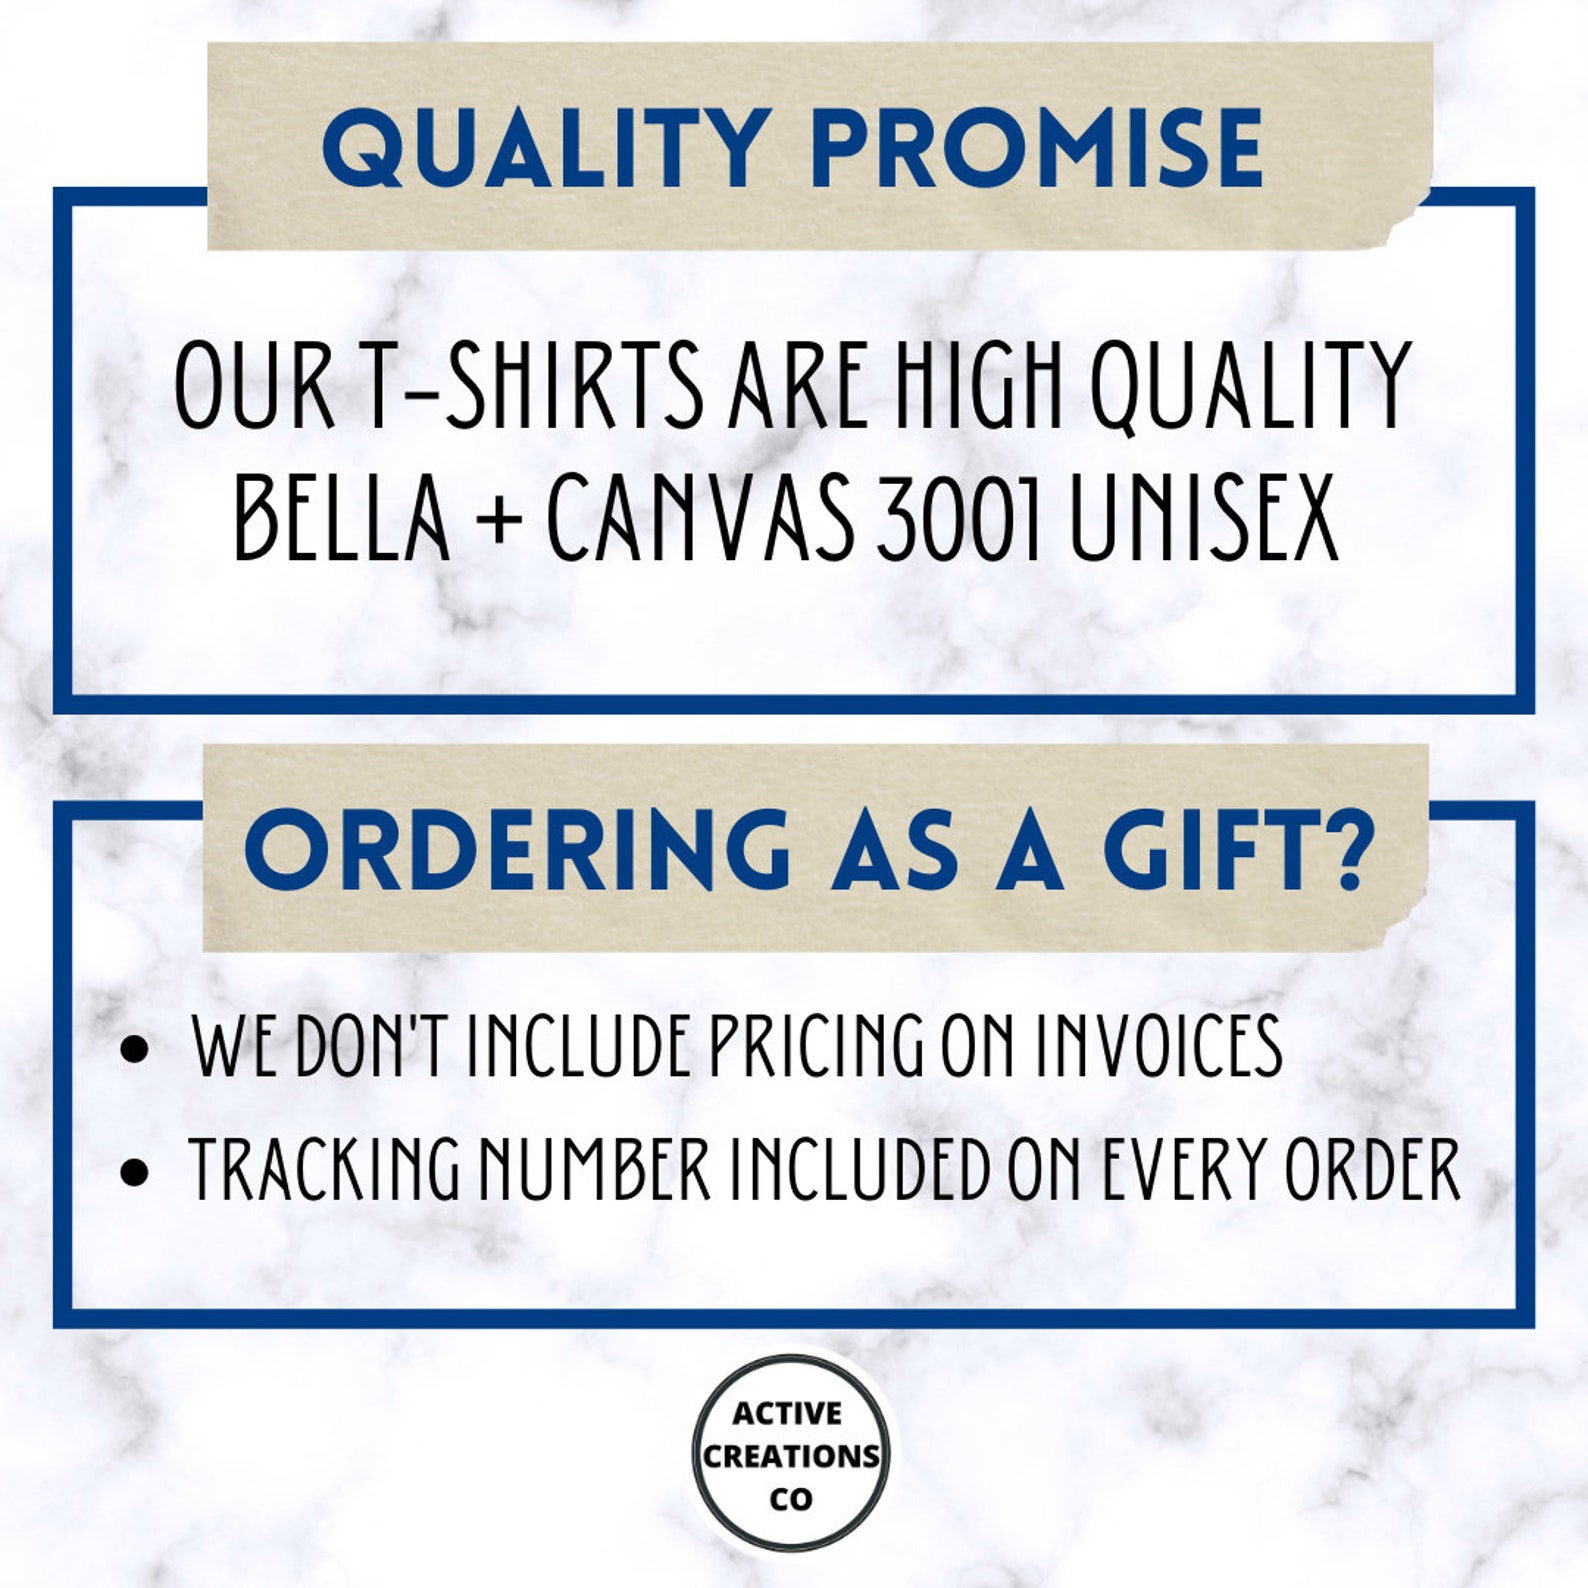 QUALITY PROMISE
OUR T-SHIRTS ARE HIGH QUALITY
BELLA + CANVAS 3001 UNISEX
ORDERING AS A GIFT?
• WE DON'T INCLUDE PRICING ON INVOICES
• TRACKING NUMBER INCLUDED ON EVERY ORDER
ACTIVE
CREATIONS
CO